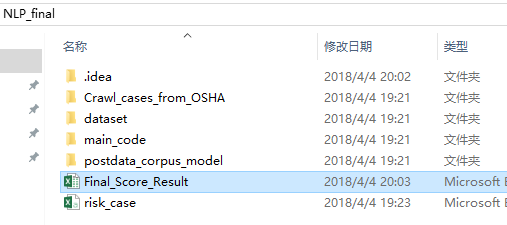 NLP_final
名称 修改日期 类型
.idea 2018/4/4 20:02 文件夹
Crawl_cases_from_OSHA 2018/4/4 19:21 文件夹
dataset 2018/4/4 19:21 文件夹
main_code 2018/4/4 19:21 文件夹
postdata_corpus_model 2018/4/4 19:21 文件夹
Final_Score_Result 2018/4/4 20:03 Microsoft
risk_case 2018/4/4 19:23 Microsoft